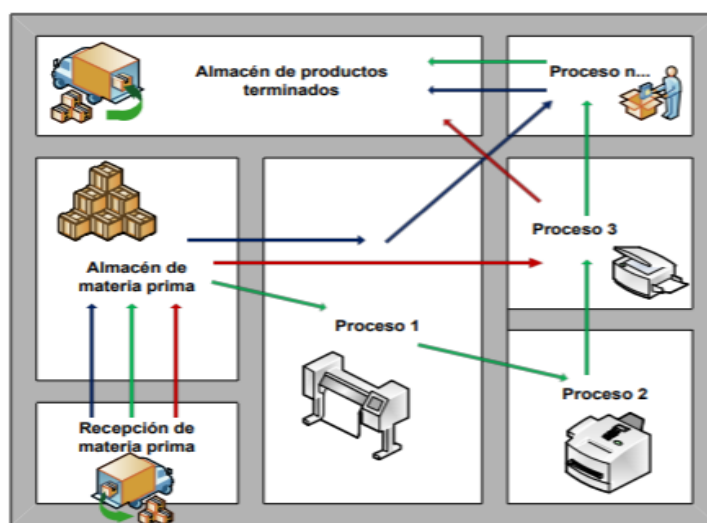 Almacén de productos
terminados
Proceso n...
Almacén de
materia prima
Proceso 3
Proceso 1
Proceso 2
Recepción de
materia prima